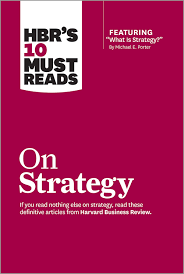 HBR'S
10
MUST
READS
FEATURING
"What Is Strategy?"
By Michael E. Porter
On
Strategy
If you read nothing else on strategy, read these
definitive articles from Harvard Business Review.